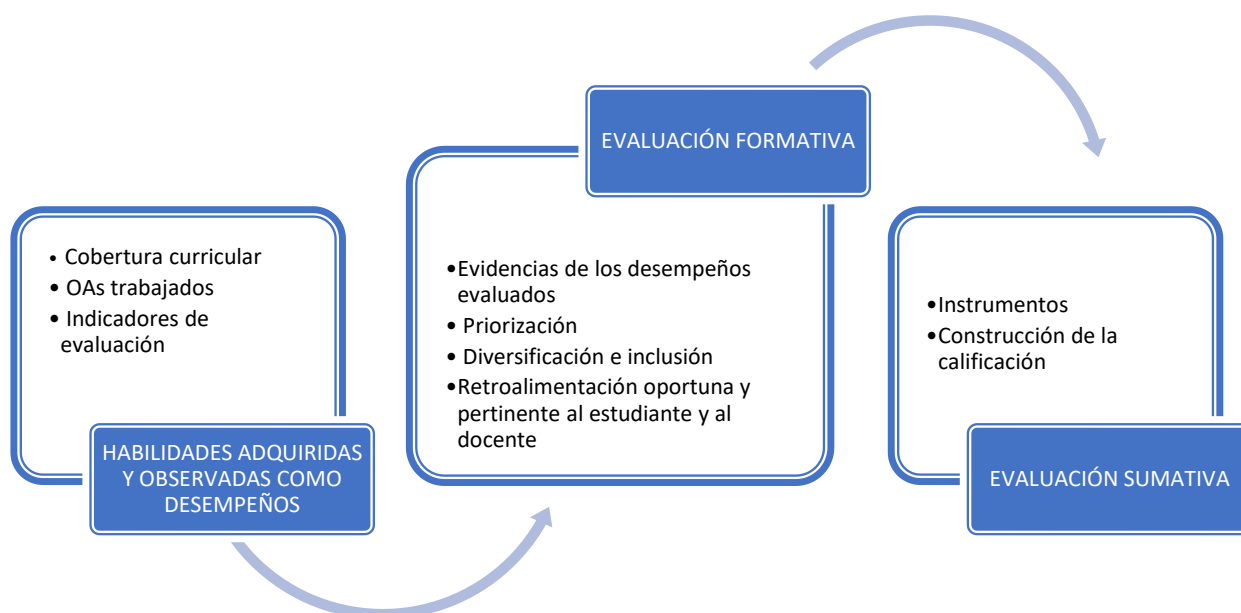 • Cobertura curricular
• OAs trabajados
• Indicadores de
evaluación
HABILIDADES ADQUIRIDAS
Y OBSERVADAS COMO
DESEMPEÑOS
EVALUACIÓN FORMATIVA
•Evidencias de los desempeños
evaluados
• Priorización
• Diversificación e inclusión
•Retroalimentación oportuna y
pertinente al estudiante y al
docente
•Instrumentos
•Construcción de la
calificación
EVALUACIÓN SUMATIVA